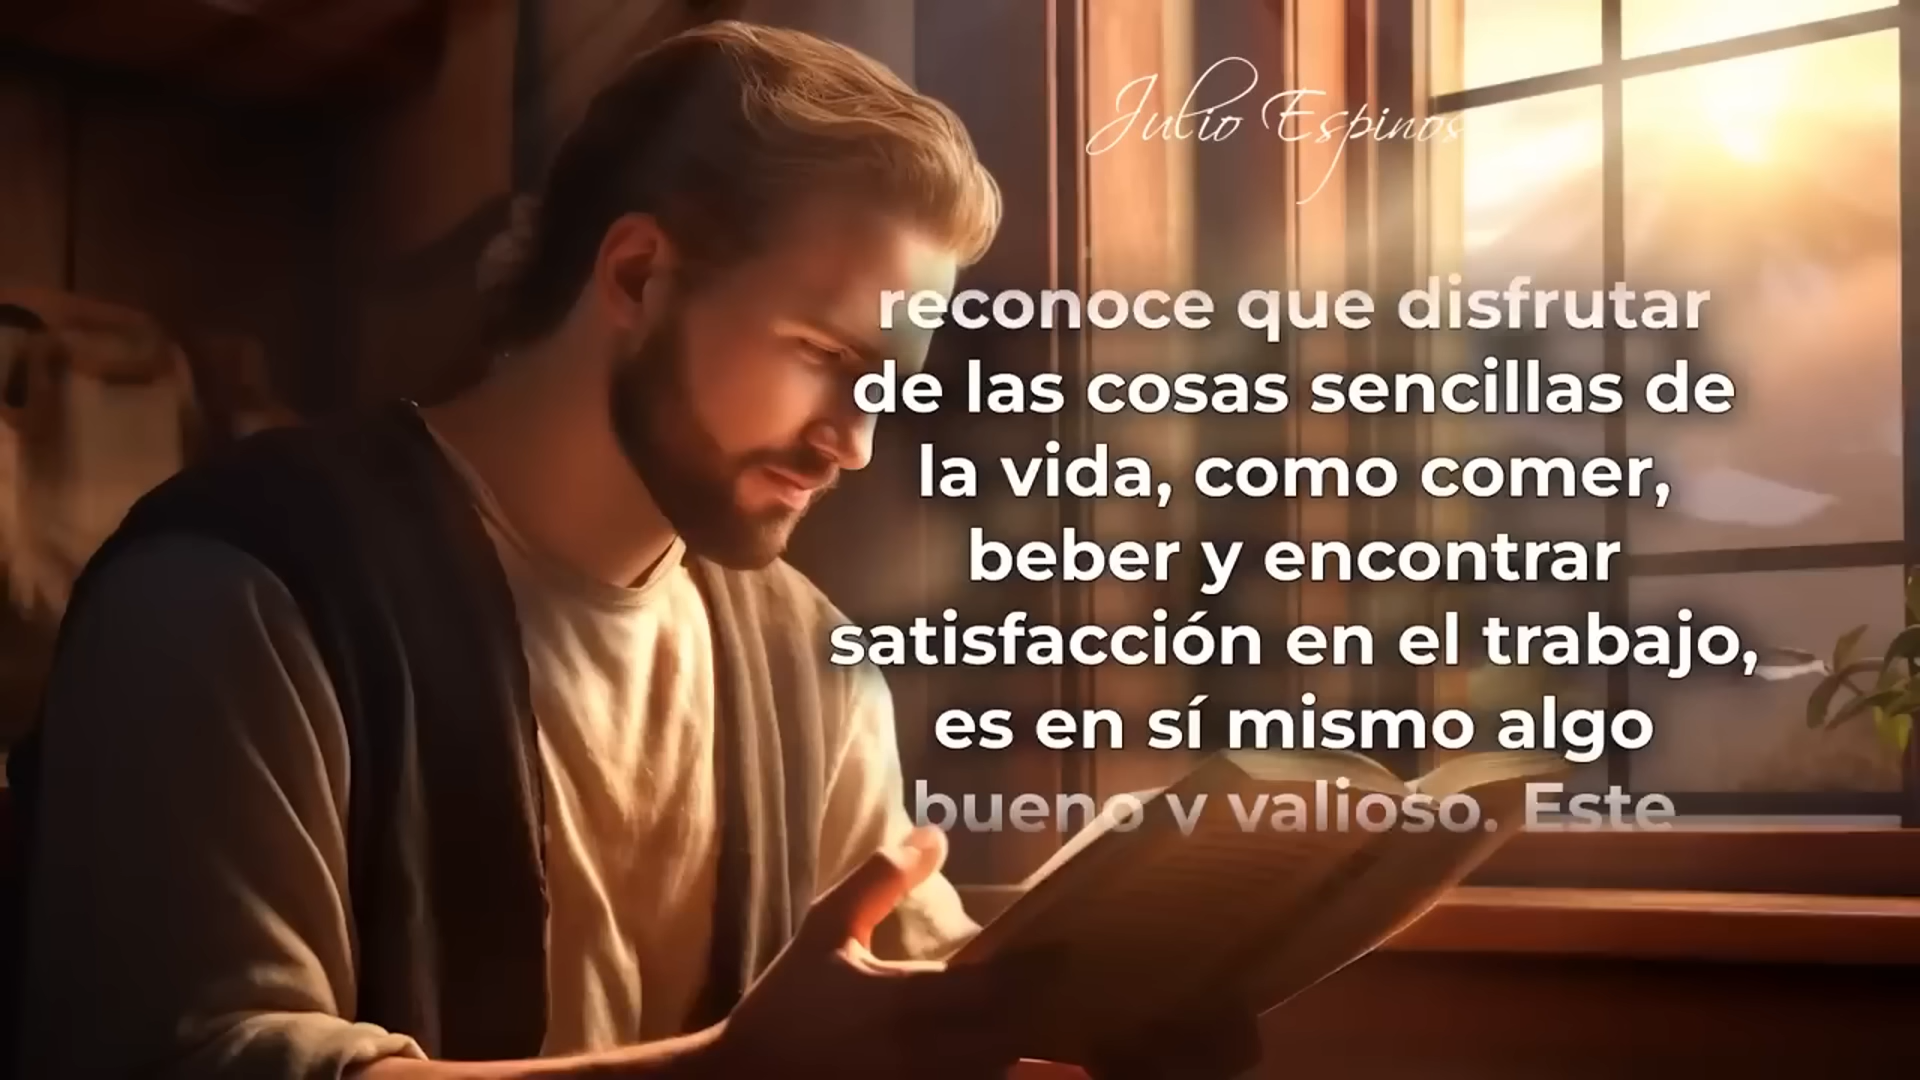 Julio Espinos
reconoce que disfrutar
de las cosas sencillas de
la vida, como comer,
beber y encontrar
satisfacción en el trabajo,
es en sí mismo algo
bueno y valioso. Este